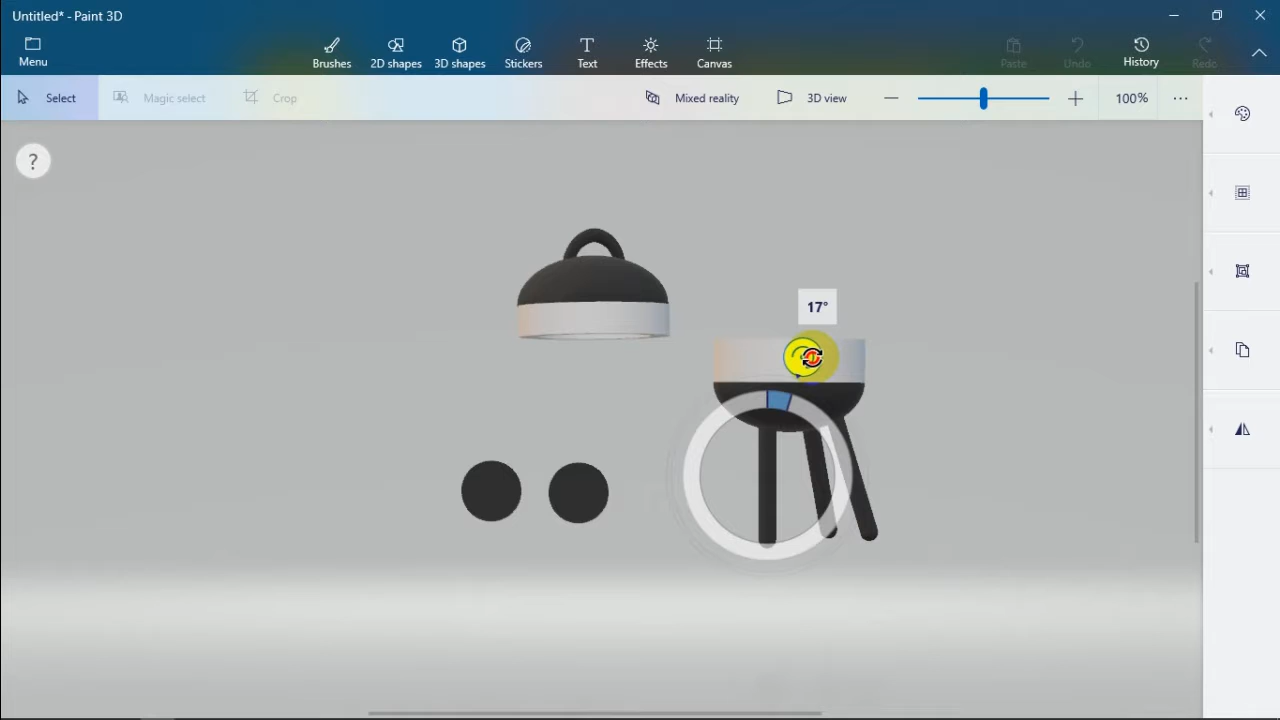 Untitled* - Paint 3D
Menu
Brushes
2D shapes
3D shapes
Stickers
Text
Effects
Canvas
Paste
Undo
History
Redo
Select
Magic select
Crop
Mixed reality
3D view
100%
?
17°